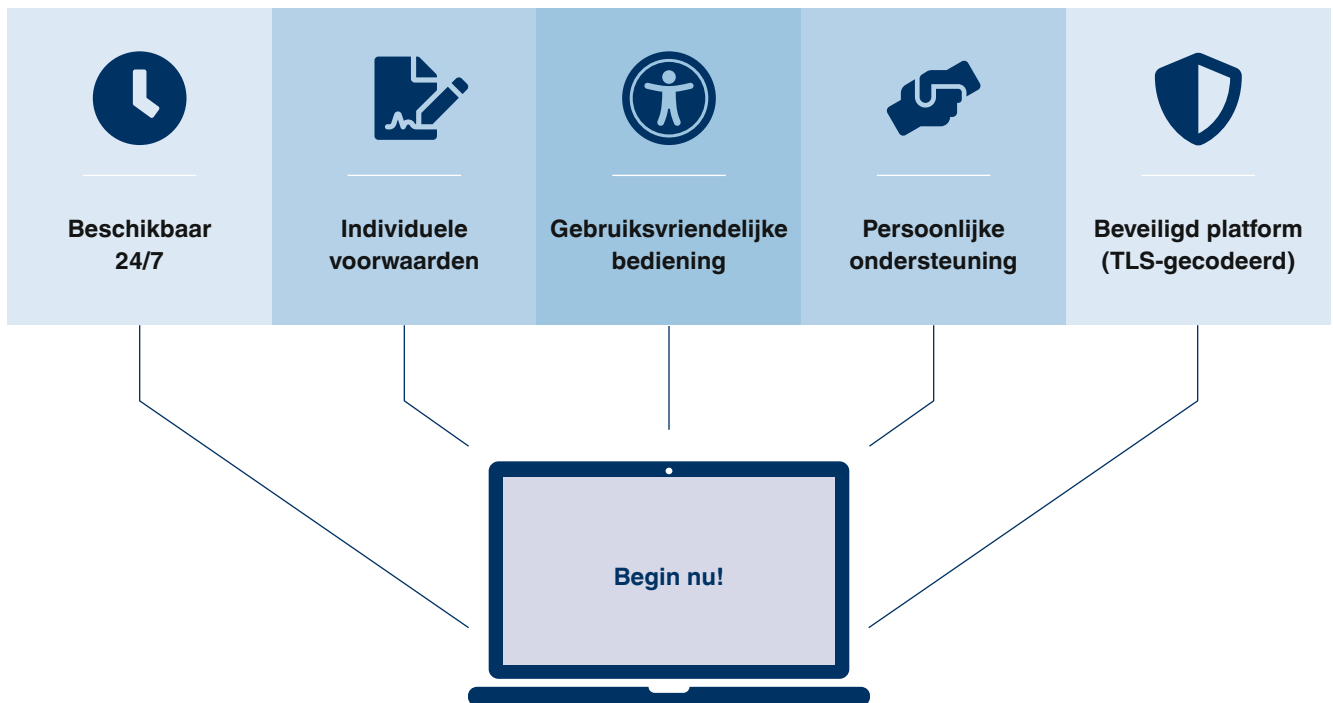 Beschikbaar
24/7
Individuele
voorwaarden
Gebruiksvriendelijke
bediening
Persoonlijke
ondersteuning
Beveiligd platform
(TLS-gecodeerd)
Begin nu!